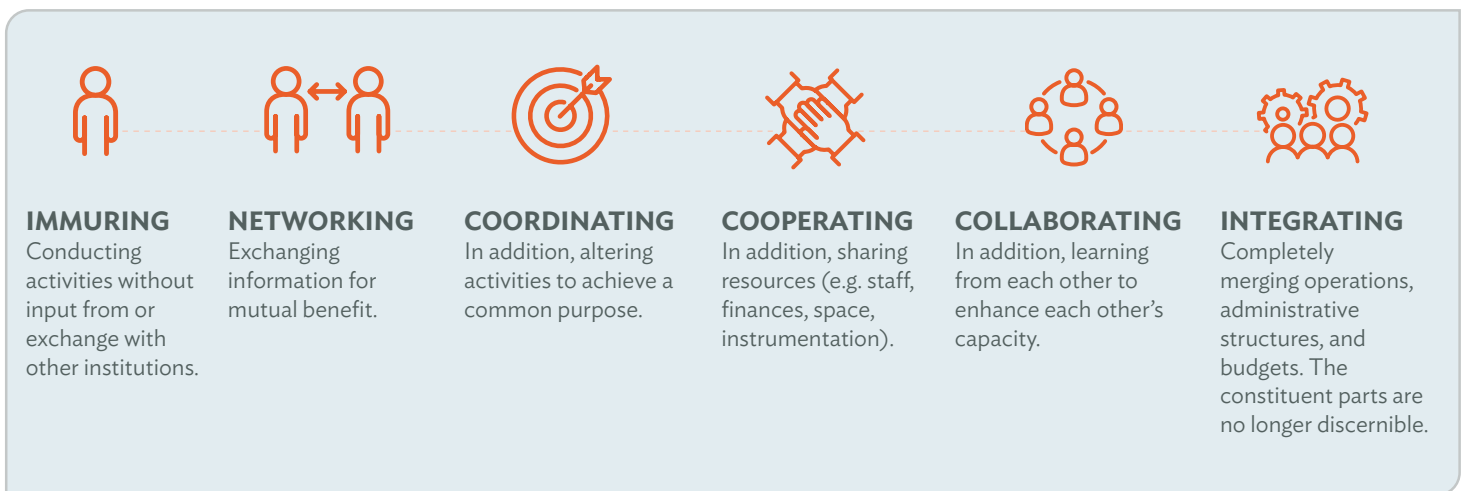 IMMURING
Conducting
activities without
input from or
exchange with
other institutions.
NETWORKING
Exchanging
information for
mutual benefit.
COORDINATING
In addition, altering
activities to achieve a
common purpose.
COOPERATING
In addition, sharing
resources (e.g. staff,
finances, space,
instrumentation).
COLLABORATING
In addition, learning
from each other to
enhance each other’s
capacity.
INTEGRATING
Completely
merging operations,
administrative
structures, and
budgets. The
constituent parts are
no longer discernible.